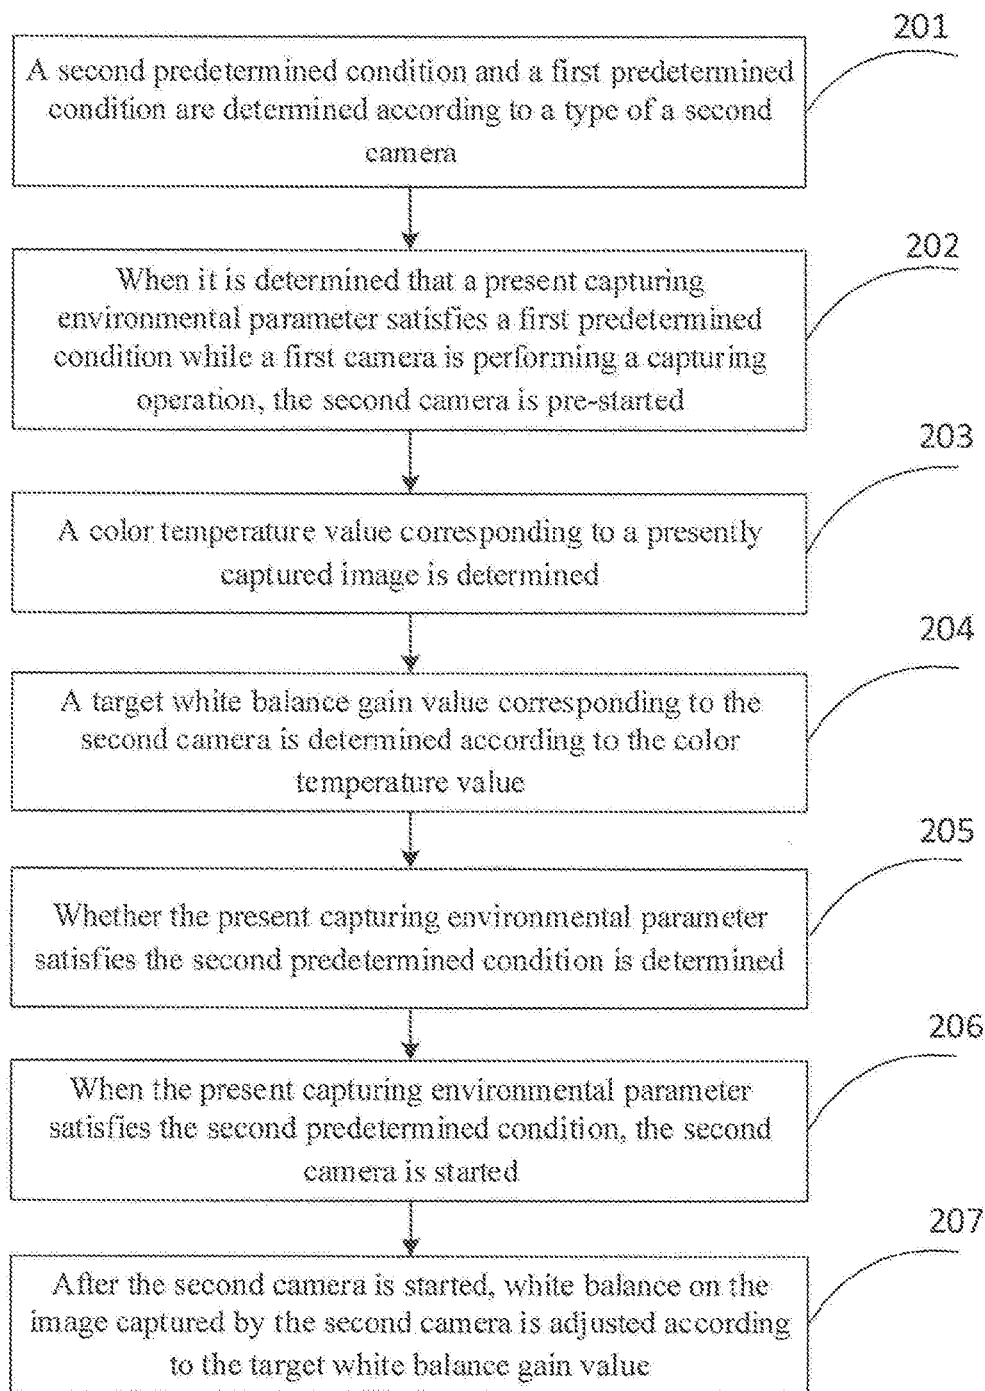 201
A second predetermined condition and a first predetermined
condition are determined according to a type of a second
camera
202
When it is determined that a present capturing
environmental parameter satisfies a first predetermined
condition while a first camera is performing a capturing
operation, the second camera is pre-started
203
A color temperature value corresponding to a presently
captured image is determined
204
A target white balance gain value corresponding to the
second camera is determined according to the color
temperature value
205
Whether the present capturing environmental parameter
satisfies the second predetermined condition is determined
206
When the present capturing environmental parameter
satisfies the second predetermined condition, the second
camera is started
207
After the second camera is started, white balance on the
image captured by the second camera is adjusted according
to the target white balance gain value